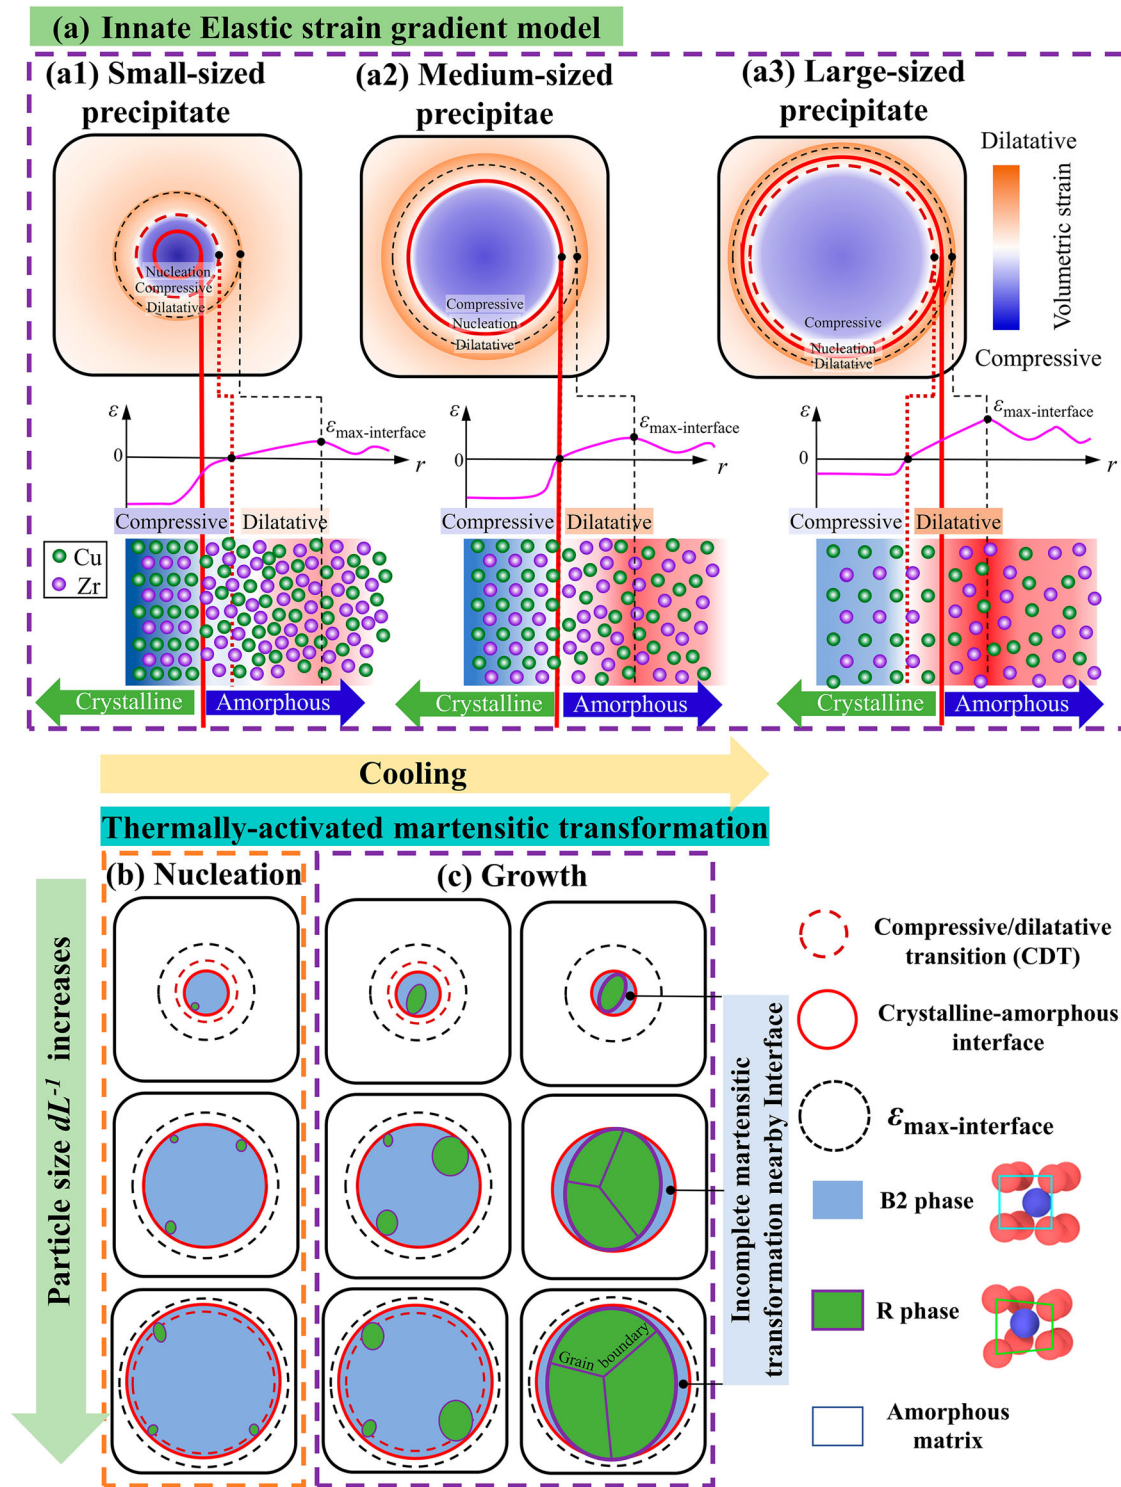 (a) Innate Elastic strain gradient model
(a1) Small-sized
precipitate
(a2) Medium-sized
precipitae
(a3) Large-sized
precipitate
Nucleation
Compressive
Dilatative
Compressive
Nucleation
Dilatative
Compressive
Nucleation
Dilatative
Dilatative
Volumetric strain
Compressive
ε
0
εmax-interface
r
ε
0
εmax-interface
r
ε
0
εmax-interface
r
Compressive
Dilatative
Compressive
Dilatative
Compressive
Dilatative
Cu
Zr
Crystalline
Amorphous
Crystalline
Amorphous
Crystalline
Amorphous
Cooling
Thermally-activated martensitic transformation
(b) Nucleation
(c) Growth
Particle size dL⁻¹ increases
Grain boundary
Incomplete martensitic
transformation nearby Interface
Compressive/dilatative
transition (CDT)
Crystalline-amorphous
interface
εmax-interface
B2 phase
R phase
Amorphous
matrix